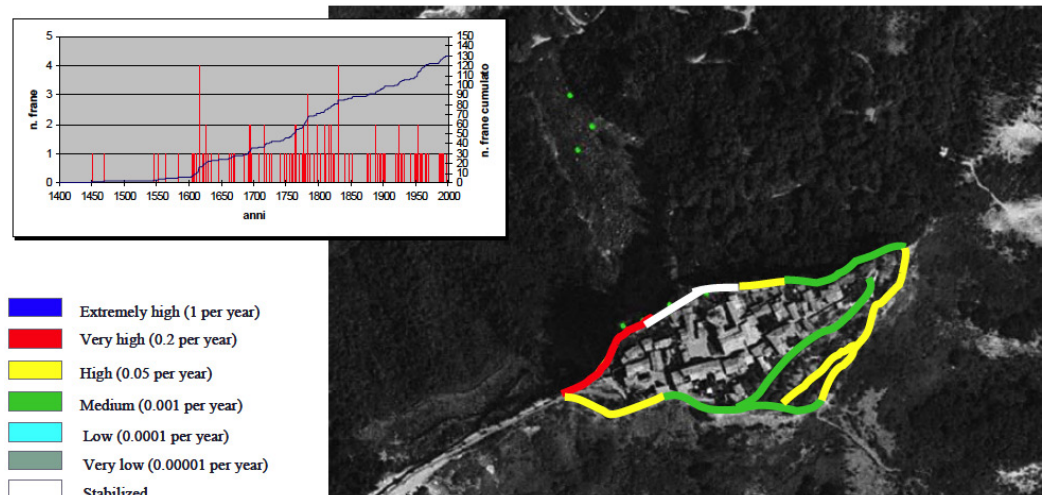 5
4
3
2
1
0
n. frane
150
140
130
120
110
100
90
80
70
60
50
40
30
20
10
0
n. frane cumulato
1400 1450 1500 1550 1600 1650 1700 1750 1800 1850 1900 1950 2000
anni
Extremely high (1 per year)
Very high (0.2 per year)
High (0.05 per year)
Medium (0.001 per year)
Low (0.0001 per year)
Very low (0.00001 per year)
Stabilized